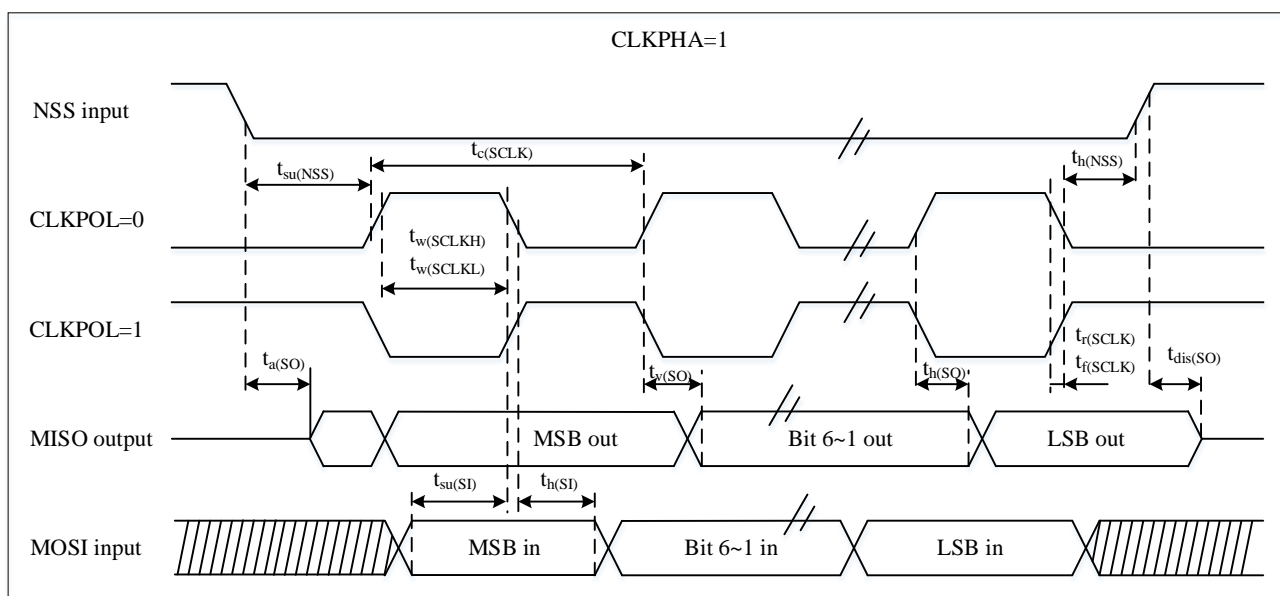 CLKPHA=1
NSS input
tc(SCLK)
tsu(NSS)
th(NSS)
CLKPOL=0
tw(SCLKH)
tw(SCLKL)
CLKPOL=1
tr(SCLK)
tf(SCLK)
ta(SO)
tv(SO)
th(SO)
tdis(SO)
MISO output
MSB out
Bit 6~1 out
LSB out
tsu(SI)
th(SI)
MOSI input
MSB in
Bit 6~1 in
LSB in